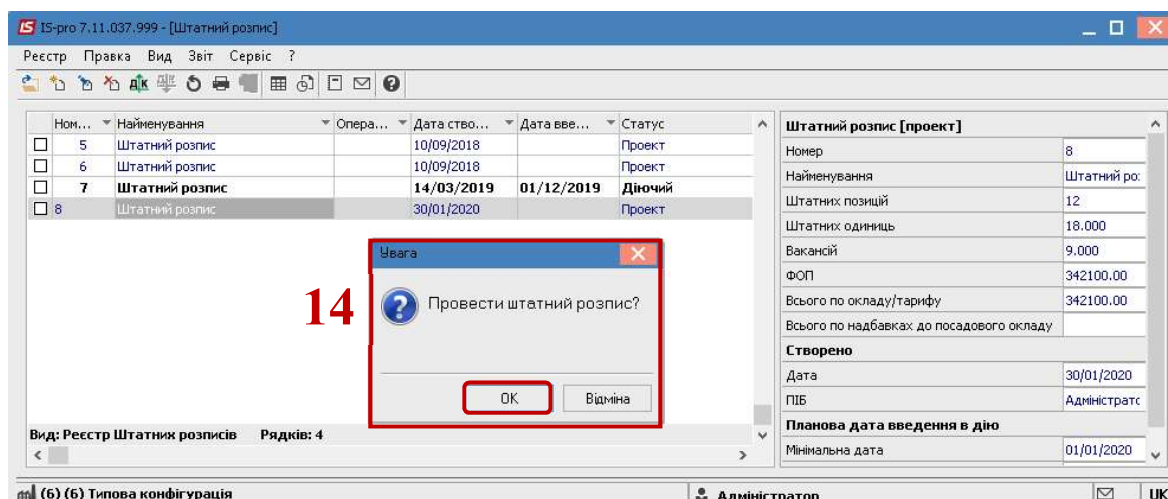 IS-pro 7.11.037.999 - [Штатний розпис]
Реєстр Правка Вид Звіт Сервіс ?
Ном... Найменування Опера... Дата ство... Дата вве... Статус
5 Штатний розпис 10/09/2018 Проект
6 Штатний розпис 10/09/2018 Проект
7 Штатний розпис 14/03/2019 01/12/2019 Діючий
8 Штатний розпис 30/01/2020 Проект
14
Увага
Провести штатний розпис?
OK Відміна
Вид: Реєстр Штатних розписів Рядків: 4
Штатний розпис [проект]
Номер 8
Найменування Штатний ро
Штатних позицій 12
Штатних одиниць 18.000
Вакансій 9.000
ФОП 342100.00
Всього по окладу/тарифу 342100.00
Всього по надбавках до посадового окладу
Створено
Дата 30/01/2020
ПІБ Адміністрато
Планова дата введення в дію
Мінімальна дата 01/01/2020
(6) (6) Типова конфігурація Адміністратор UK